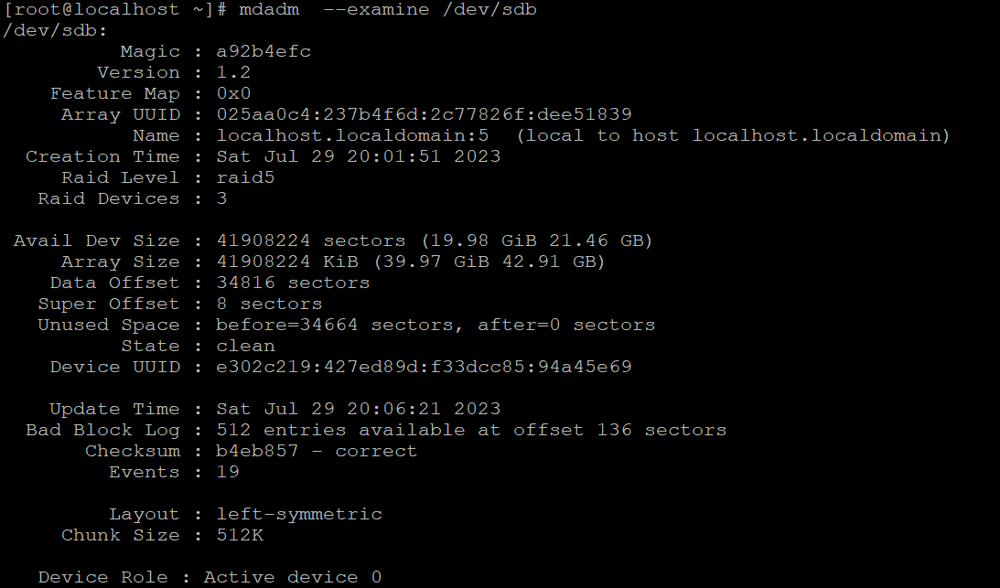 [root@localhost ~]# mdadm  --examine /dev/sdb
/dev/sdb:
          Magic : a92b4efc
        Version : 1.2
    Feature Map : 0x0
     Array UUID : 025aa0c4:237b4f6d:2c77826f:dee51839
           Name : localhost.localdomain:5  (local to host localhost.localdomain)
  Creation Time : Sat Jul 29 20:01:51 2023
     Raid Level : raid5
   Raid Devices : 3

 Avail Dev Size : 41908224 sectors (19.98 GiB 21.46 GB)
     Array Size : 41908224 KiB (39.97 GiB 42.91 GB)
    Data Offset : 34816 sectors
   Super Offset : 8 sectors
   Unused Space : before=34664 sectors, after=0 sectors
          State : clean
    Device UUID : e302c219:427ed89d:f33dcc85:94a45e69

    Update Time : Sat Jul 29 20:06:21 2023
  Bad Block Log : 512 entries available at offset 136 sectors
       Checksum : b4eb857 - correct
         Events : 19

         Layout : left-symmetric
     Chunk Size : 512K

   Device Role : Active device 0